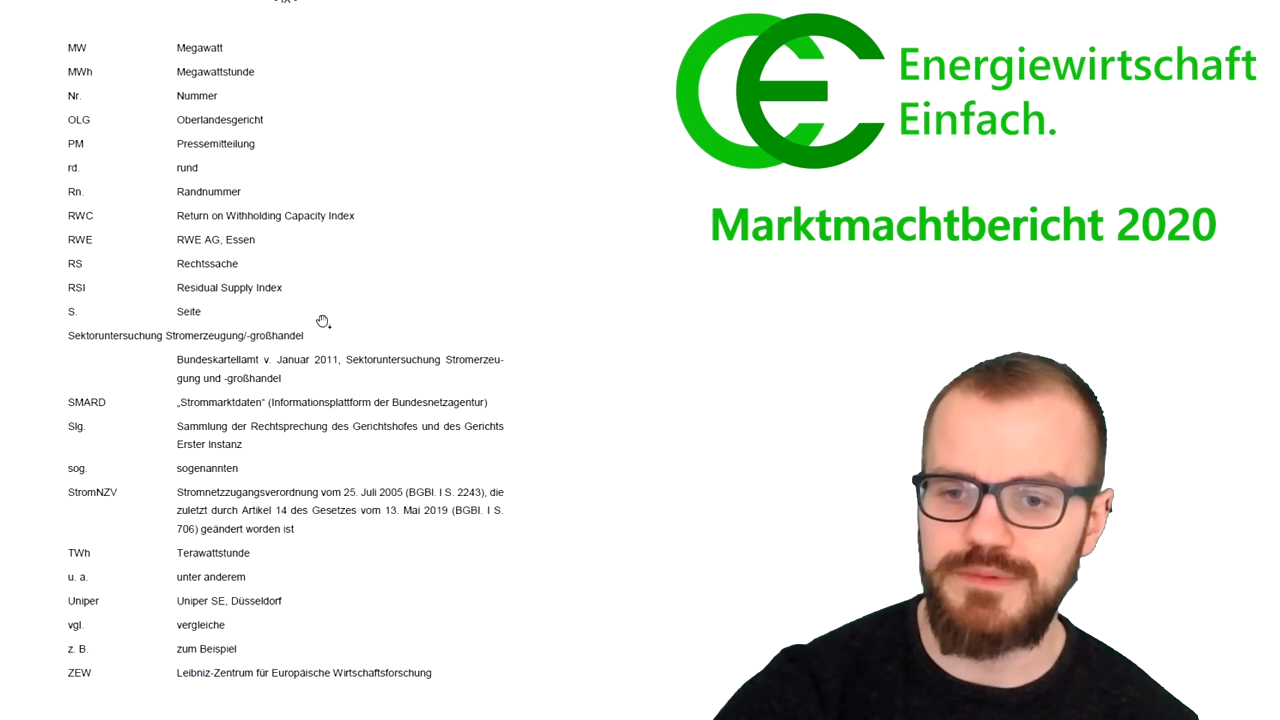 - IX -
MW Megawatt
MWh Megawattstunde
Nr. Nummer
OLG Oberlandesgericht
PM Pressemitteilung
rd. rund
Rn. Randnummer
RWC Return on Withholding Capacity Index
RWE RWE AG, Essen
RS Rechtssache
RSI Residual Supply Index
S. Seite
Sektoruntersuchung Stromerzeugung/-großhandel
Bundeskartellamt v. Januar 2011, Sektoruntersuchung Stromerzeu-
gung und -großhandel
SMARD „Strommarktdaten“ (Informationsplattform der Bundesnetzagentur)
Slg. Sammlung der Rechtsprechung des Gerichtshofes und des Gerichts
Erster Instanz
sog. sogenannten
StromNZV Stromnetzzugangsverordnung vom 25. Juli 2005 (BGBl. I S. 2243), die
zuletzt durch Artikel 14 des Gesetzes vom 13. Mai 2019 (BGBl. I S.
706) geändert worden ist
TWh Terawattstunde
u. a. unter anderem
Uniper Uniper SE, Düsseldorf
vgl. vergleiche
z. B. zum Beispiel
ZEW Leibniz-Zentrum für Europäische Wirtschaftsforschung
Energiewirtschaft
Einfach.
Marktmachtbericht 2020